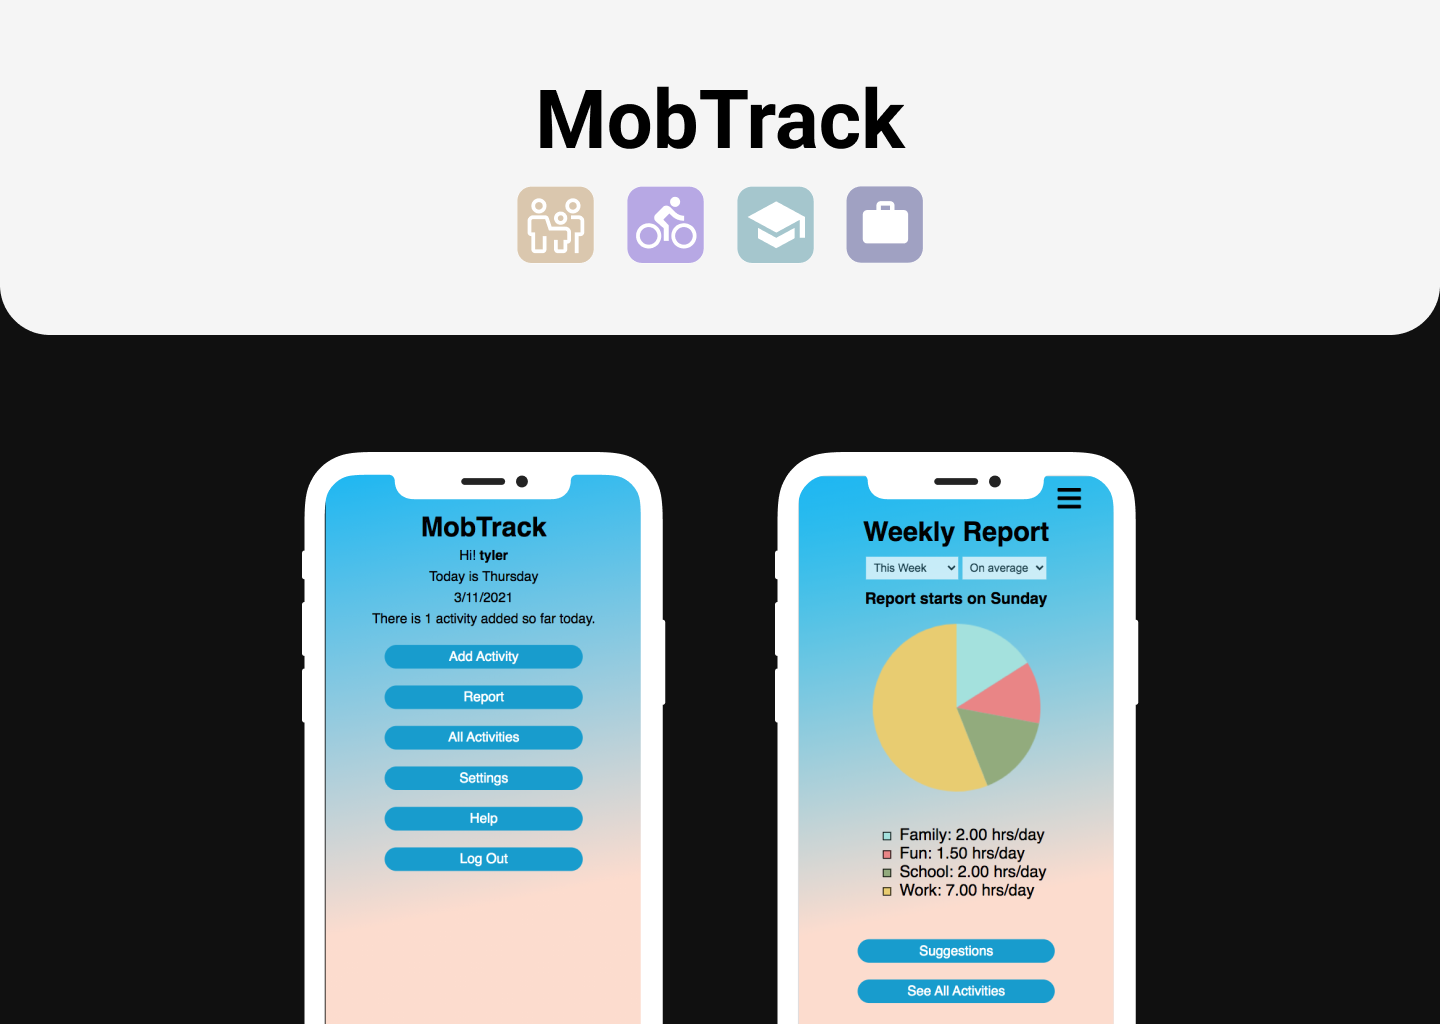 MobTrack
MobTrack
Hi! tyler
Today is Thursday
3/11/2021
There is 1 activity added so far today.
Add Activity
Report
All Activities
Settings
Help
Log Out
Weekly Report
This Week On average
Report starts on Sunday
Family: 2.00 hrs/day
Fun: 1.50 hrs/day
School: 2.00 hrs/day
Work: 7.00 hrs/day
Suggestions
See All Activities